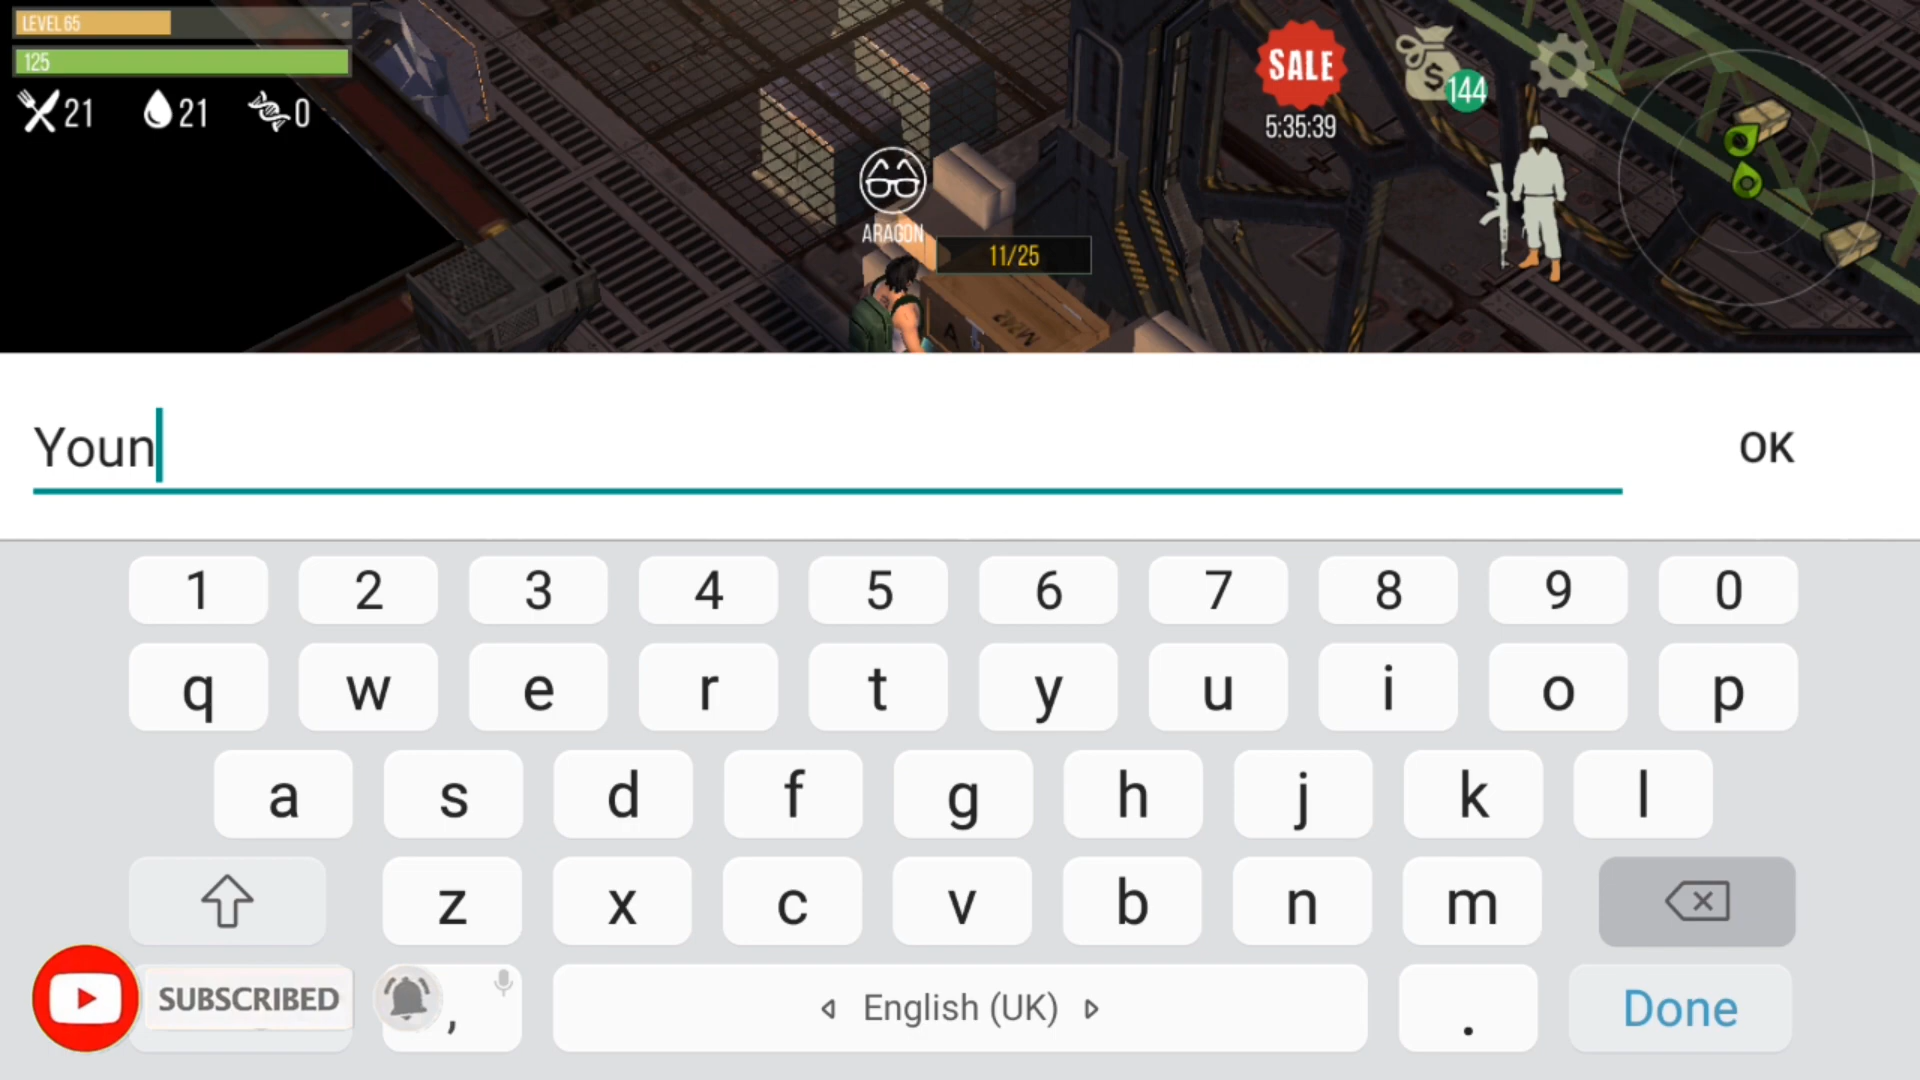 LEVEL 65
125
21 21 0
SALE
5:35:39
144
ARAGON
11/25
A
Youn
OK
1 2 3 4 5 6 7 8 9 0
q w e r t y u i o p
a s d f g h j k l
z x c v b n m
SUBSCRIBED , English (UK) . Done